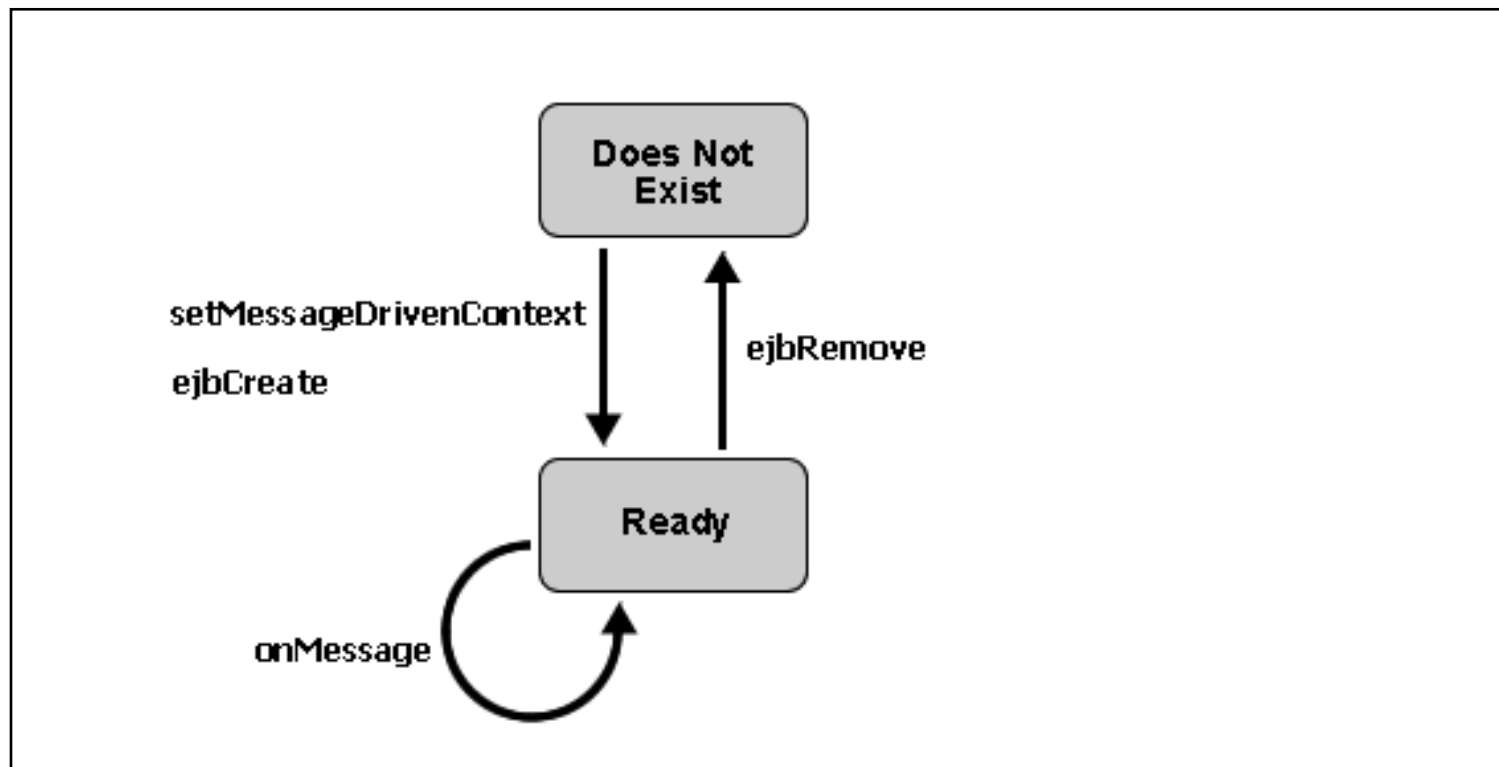 Does Not
Exist
setMessageDrivenContext
ejbRemove
ejbCreate
Ready
onMessage